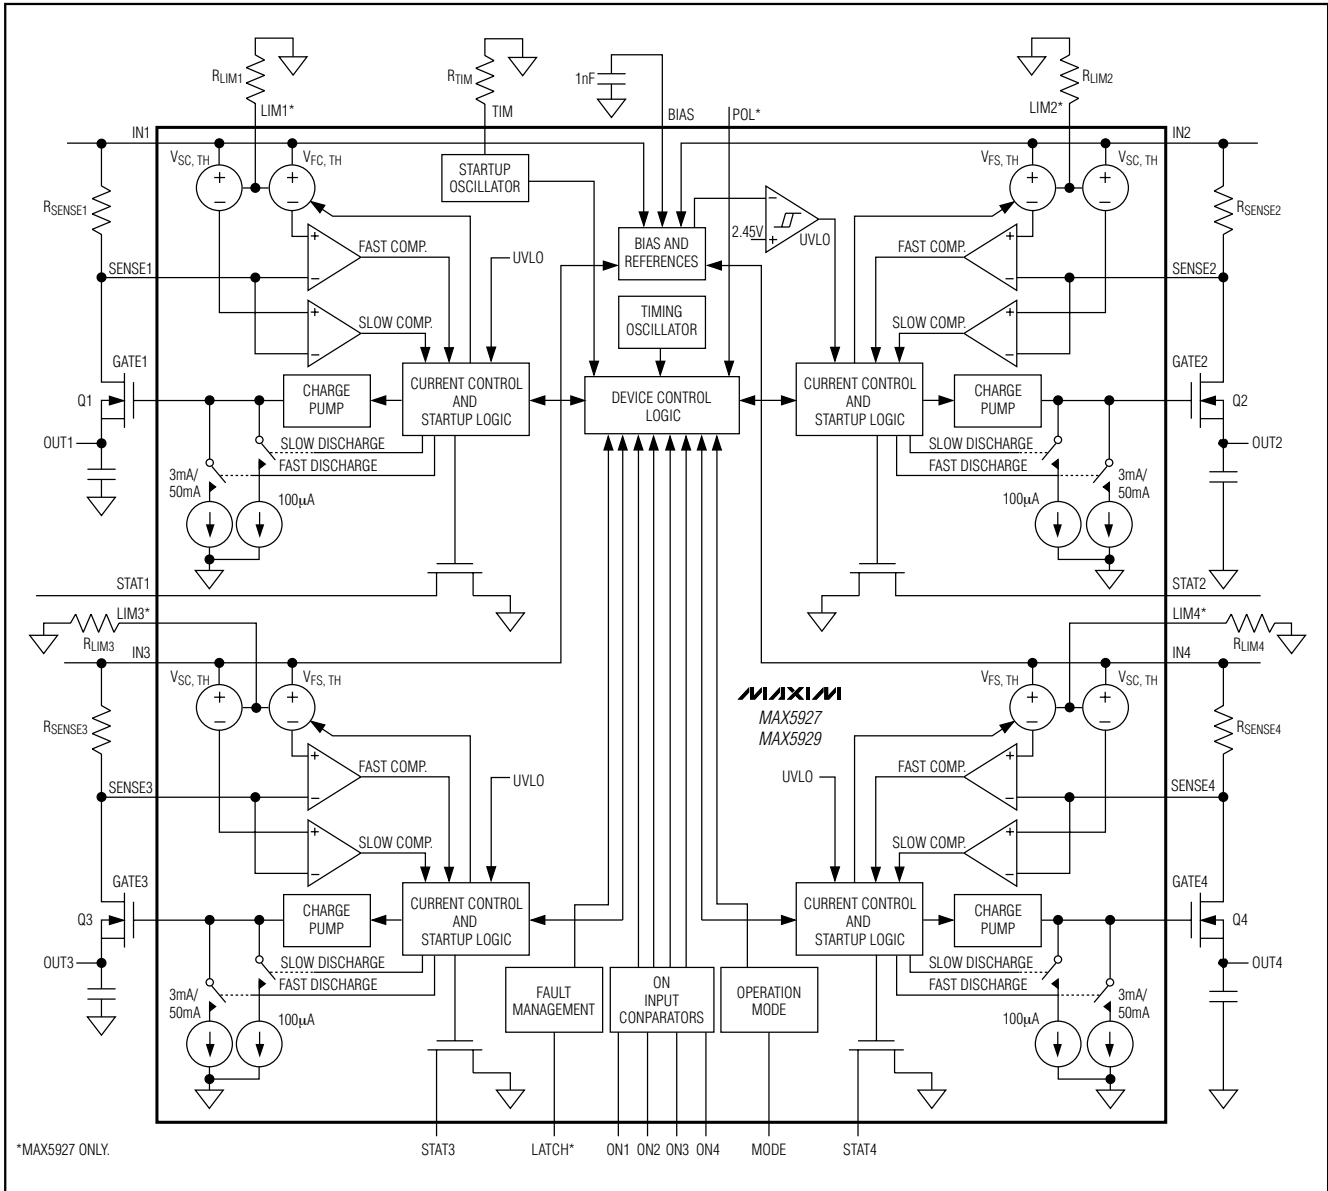 RLIM1
LIM1*
RTIM
TIM
1nF
BIAS
POL*
RLIM2
LIM2*
IN1
IN2
VSC, TH
VFC, TH
STARTUP
OSCILLATOR
VFS, TH
VSC, TH
RSENSE1
RSENSE2
+
−
+
−
+
−
+
−
BIAS AND
REFERENCES
−
2.45V
+
UVLO
SENSE1
SENSE2
+
−
FAST COMP.
UVLO
FAST COMP.
+
−
+
−
SLOW COMP.
TIMING
OSCILLATOR
SLOW COMP.
+
−
GATE1
Q1
OUT1
CHARGE
PUMP
CURRENT CONTROL
AND
STARTUP LOGIC
DEVICE CONTROL
LOGIC
CURRENT CONTROL
AND
STARTUP LOGIC
CHARGE
PUMP
GATE2
Q2
OUT2
SLOW DISCHARGE
FAST DISCHARGE
SLOW DISCHARGE
FAST DISCHARGE
3mA/
50mA
100µA
100µA
3mA/
50mA
STAT1
STAT2
LIM3*
RLIM3
LIM4*
RLIM4
IN3
IN4
VSC, TH
VFS, TH
VFS, TH
VSC, TH
MAXIM
MAX5927
MAX5929
RSENSE3
RSENSE4
+
−
+
−
+
−
+
−
SENSE3
SENSE4
+
−
FAST COMP.
UVLO
UVLO
FAST COMP.
+
−
+
−
SLOW COMP.
SLOW COMP.
+
−
GATE3
Q3
OUT3
CHARGE
PUMP
CURRENT CONTROL
AND
STARTUP LOGIC
CURRENT CONTROL
AND
STARTUP LOGIC
CHARGE
PUMP
GATE4
Q4
OUT4
SLOW DISCHARGE
FAST DISCHARGE
SLOW DISCHARGE
FAST DISCHARGE
3mA/
50mA
100µA
FAULT
MANAGEMENT
ON
INPUT
CONPARATORS
OPERATION
MODE
100µA
3mA/
50mA
*MAX5927 ONLY.
STAT3
LATCH*
ON1 ON2 ON3 ON4
MODE
STAT4